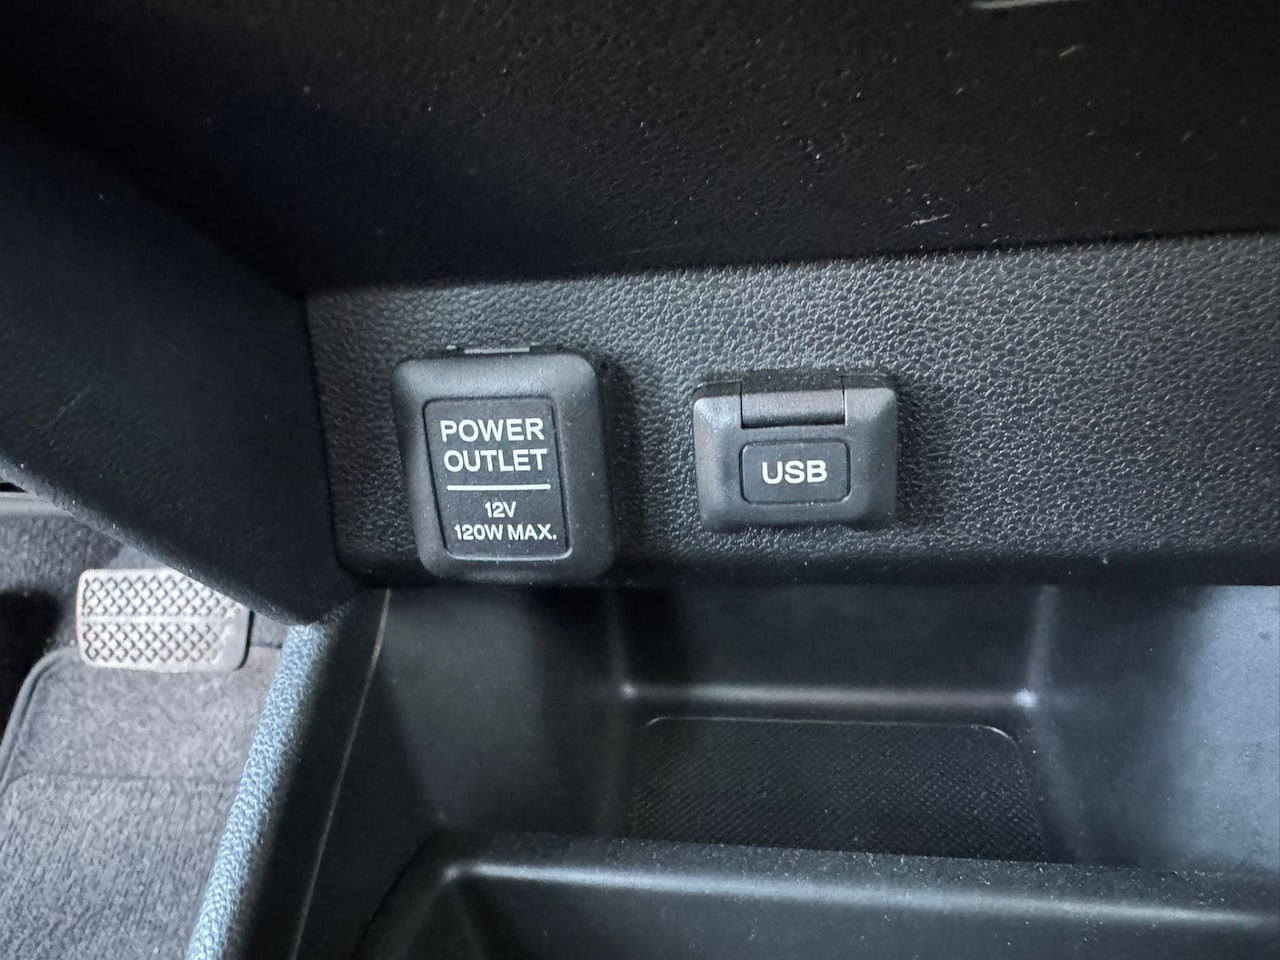 POWER
OUTLET
12V
120W MAX.
USB